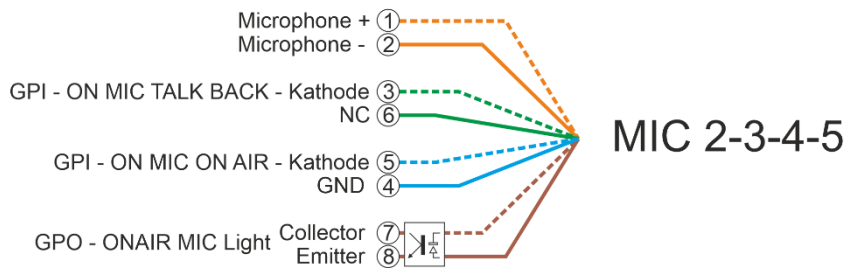 Microphone + 1
Microphone - 2
GPI - ON MIC TALK BACK - Kathode 3
NC 6
GPI - ON MIC ON AIR - Kathode 5
GND 4
GPO - ONAIR MIC Light
Collector 7
Emitter 8
MIC 2-3-4-5